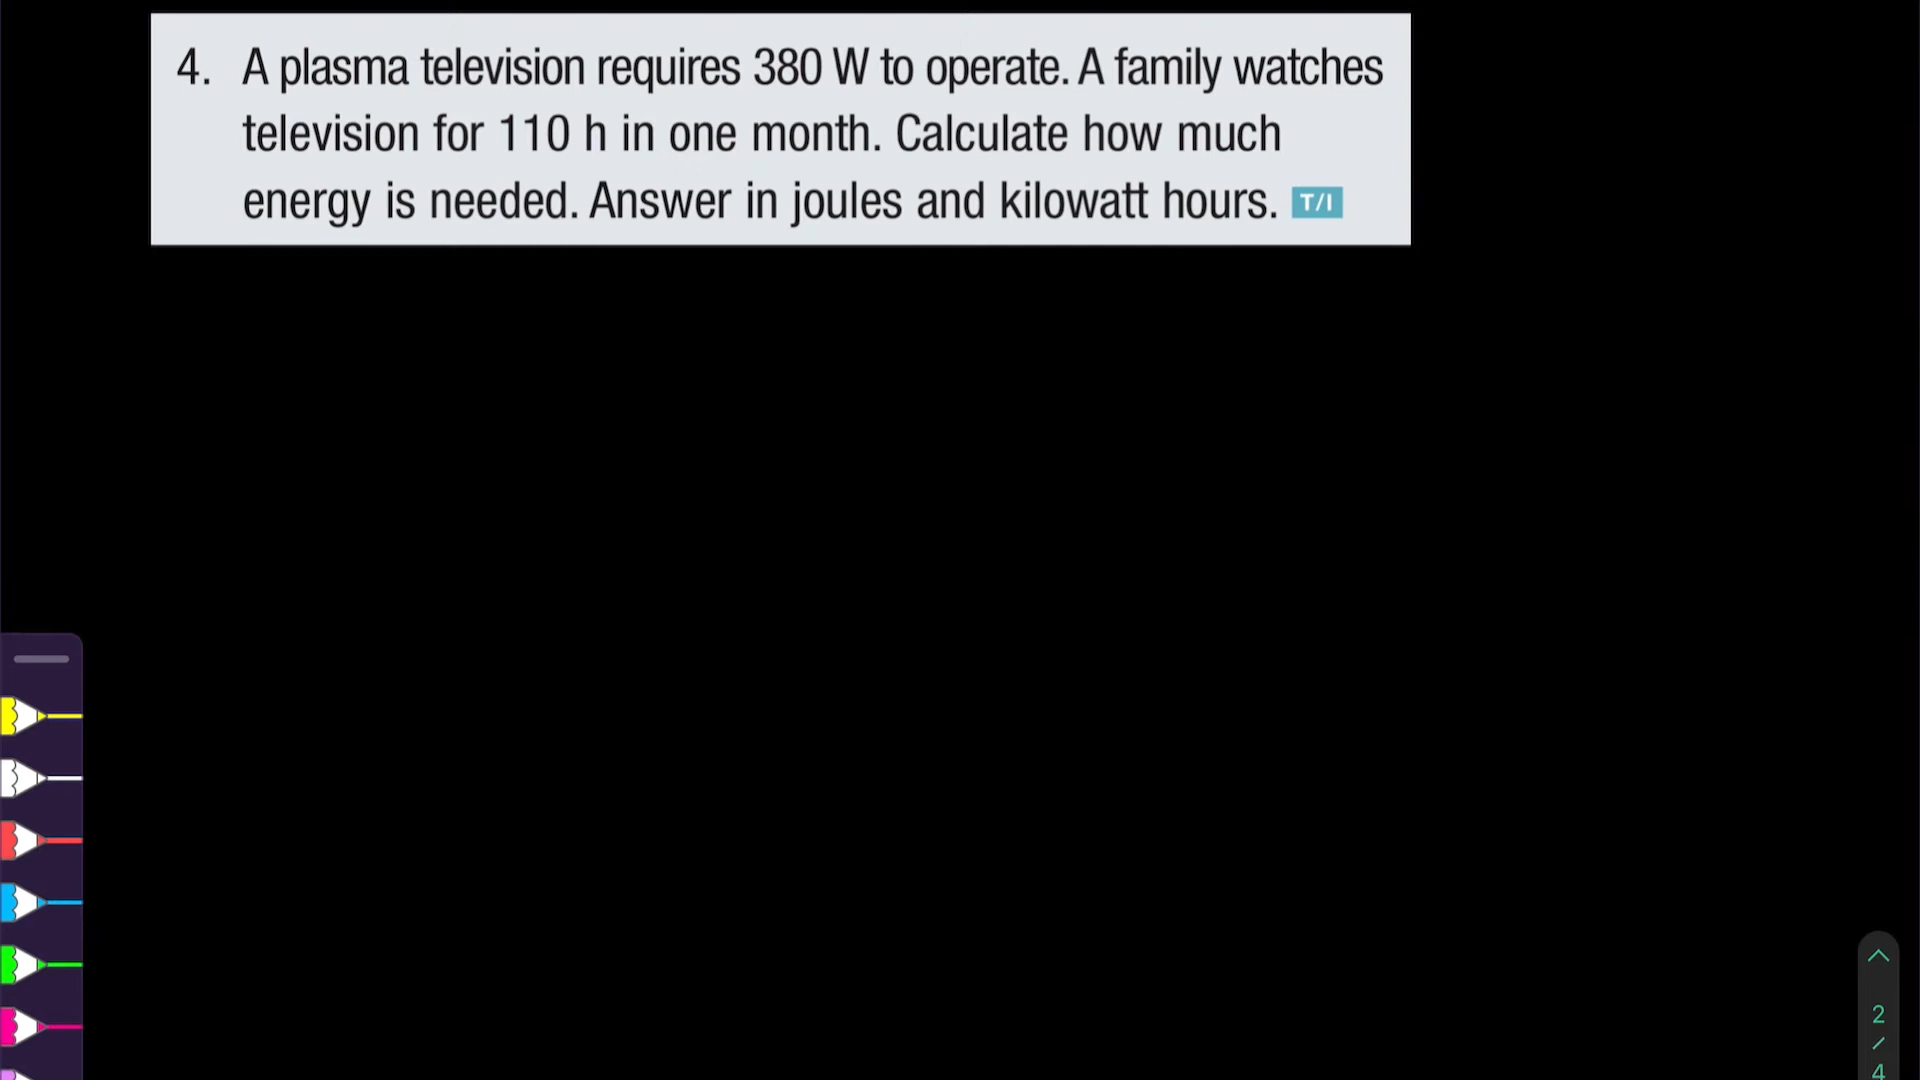 4. A plasma television requires 380 W to operate. A family watches
television for 110 h in one month. Calculate how much
energy is needed. Answer in joules and kilowatt hours. T/I
2
/
4